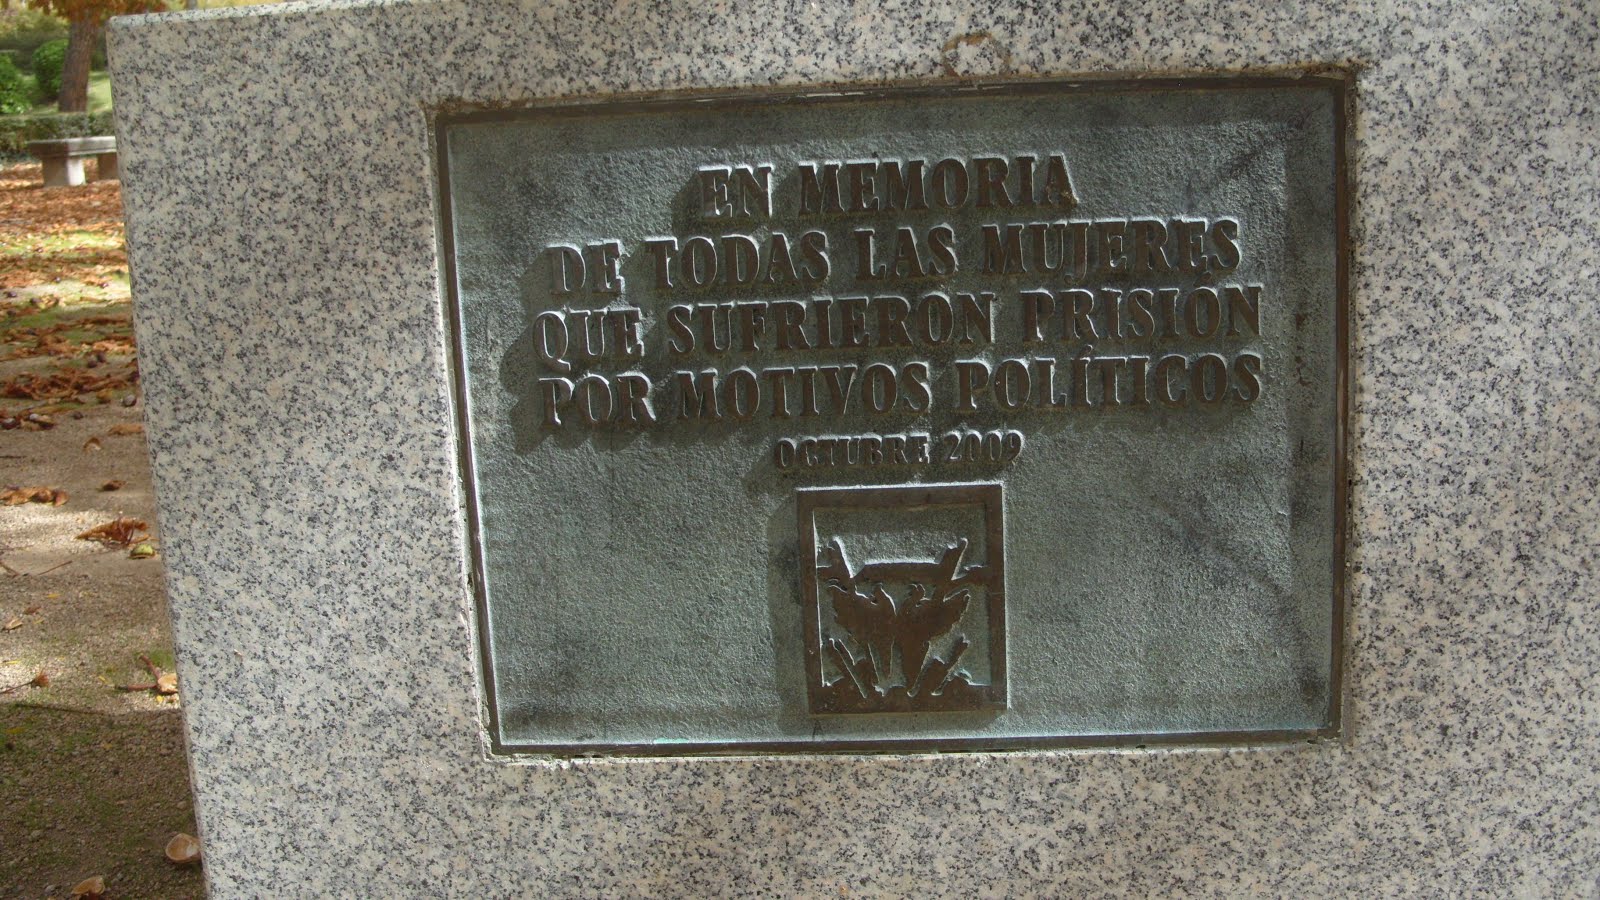 EN MEMORIA
DE TODAS LAS MUJERES
QUE SUFRIERON PRISIÓN
POR MOTIVOS POLÍTICOS
OCTUBRE 2009